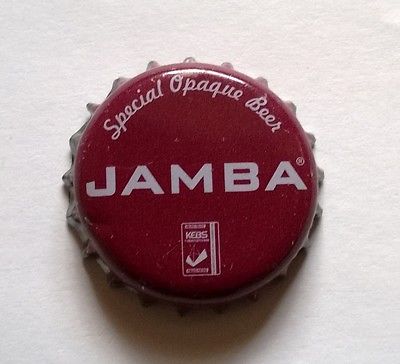 Special Opaque Beer
JAMBA®
KEBS